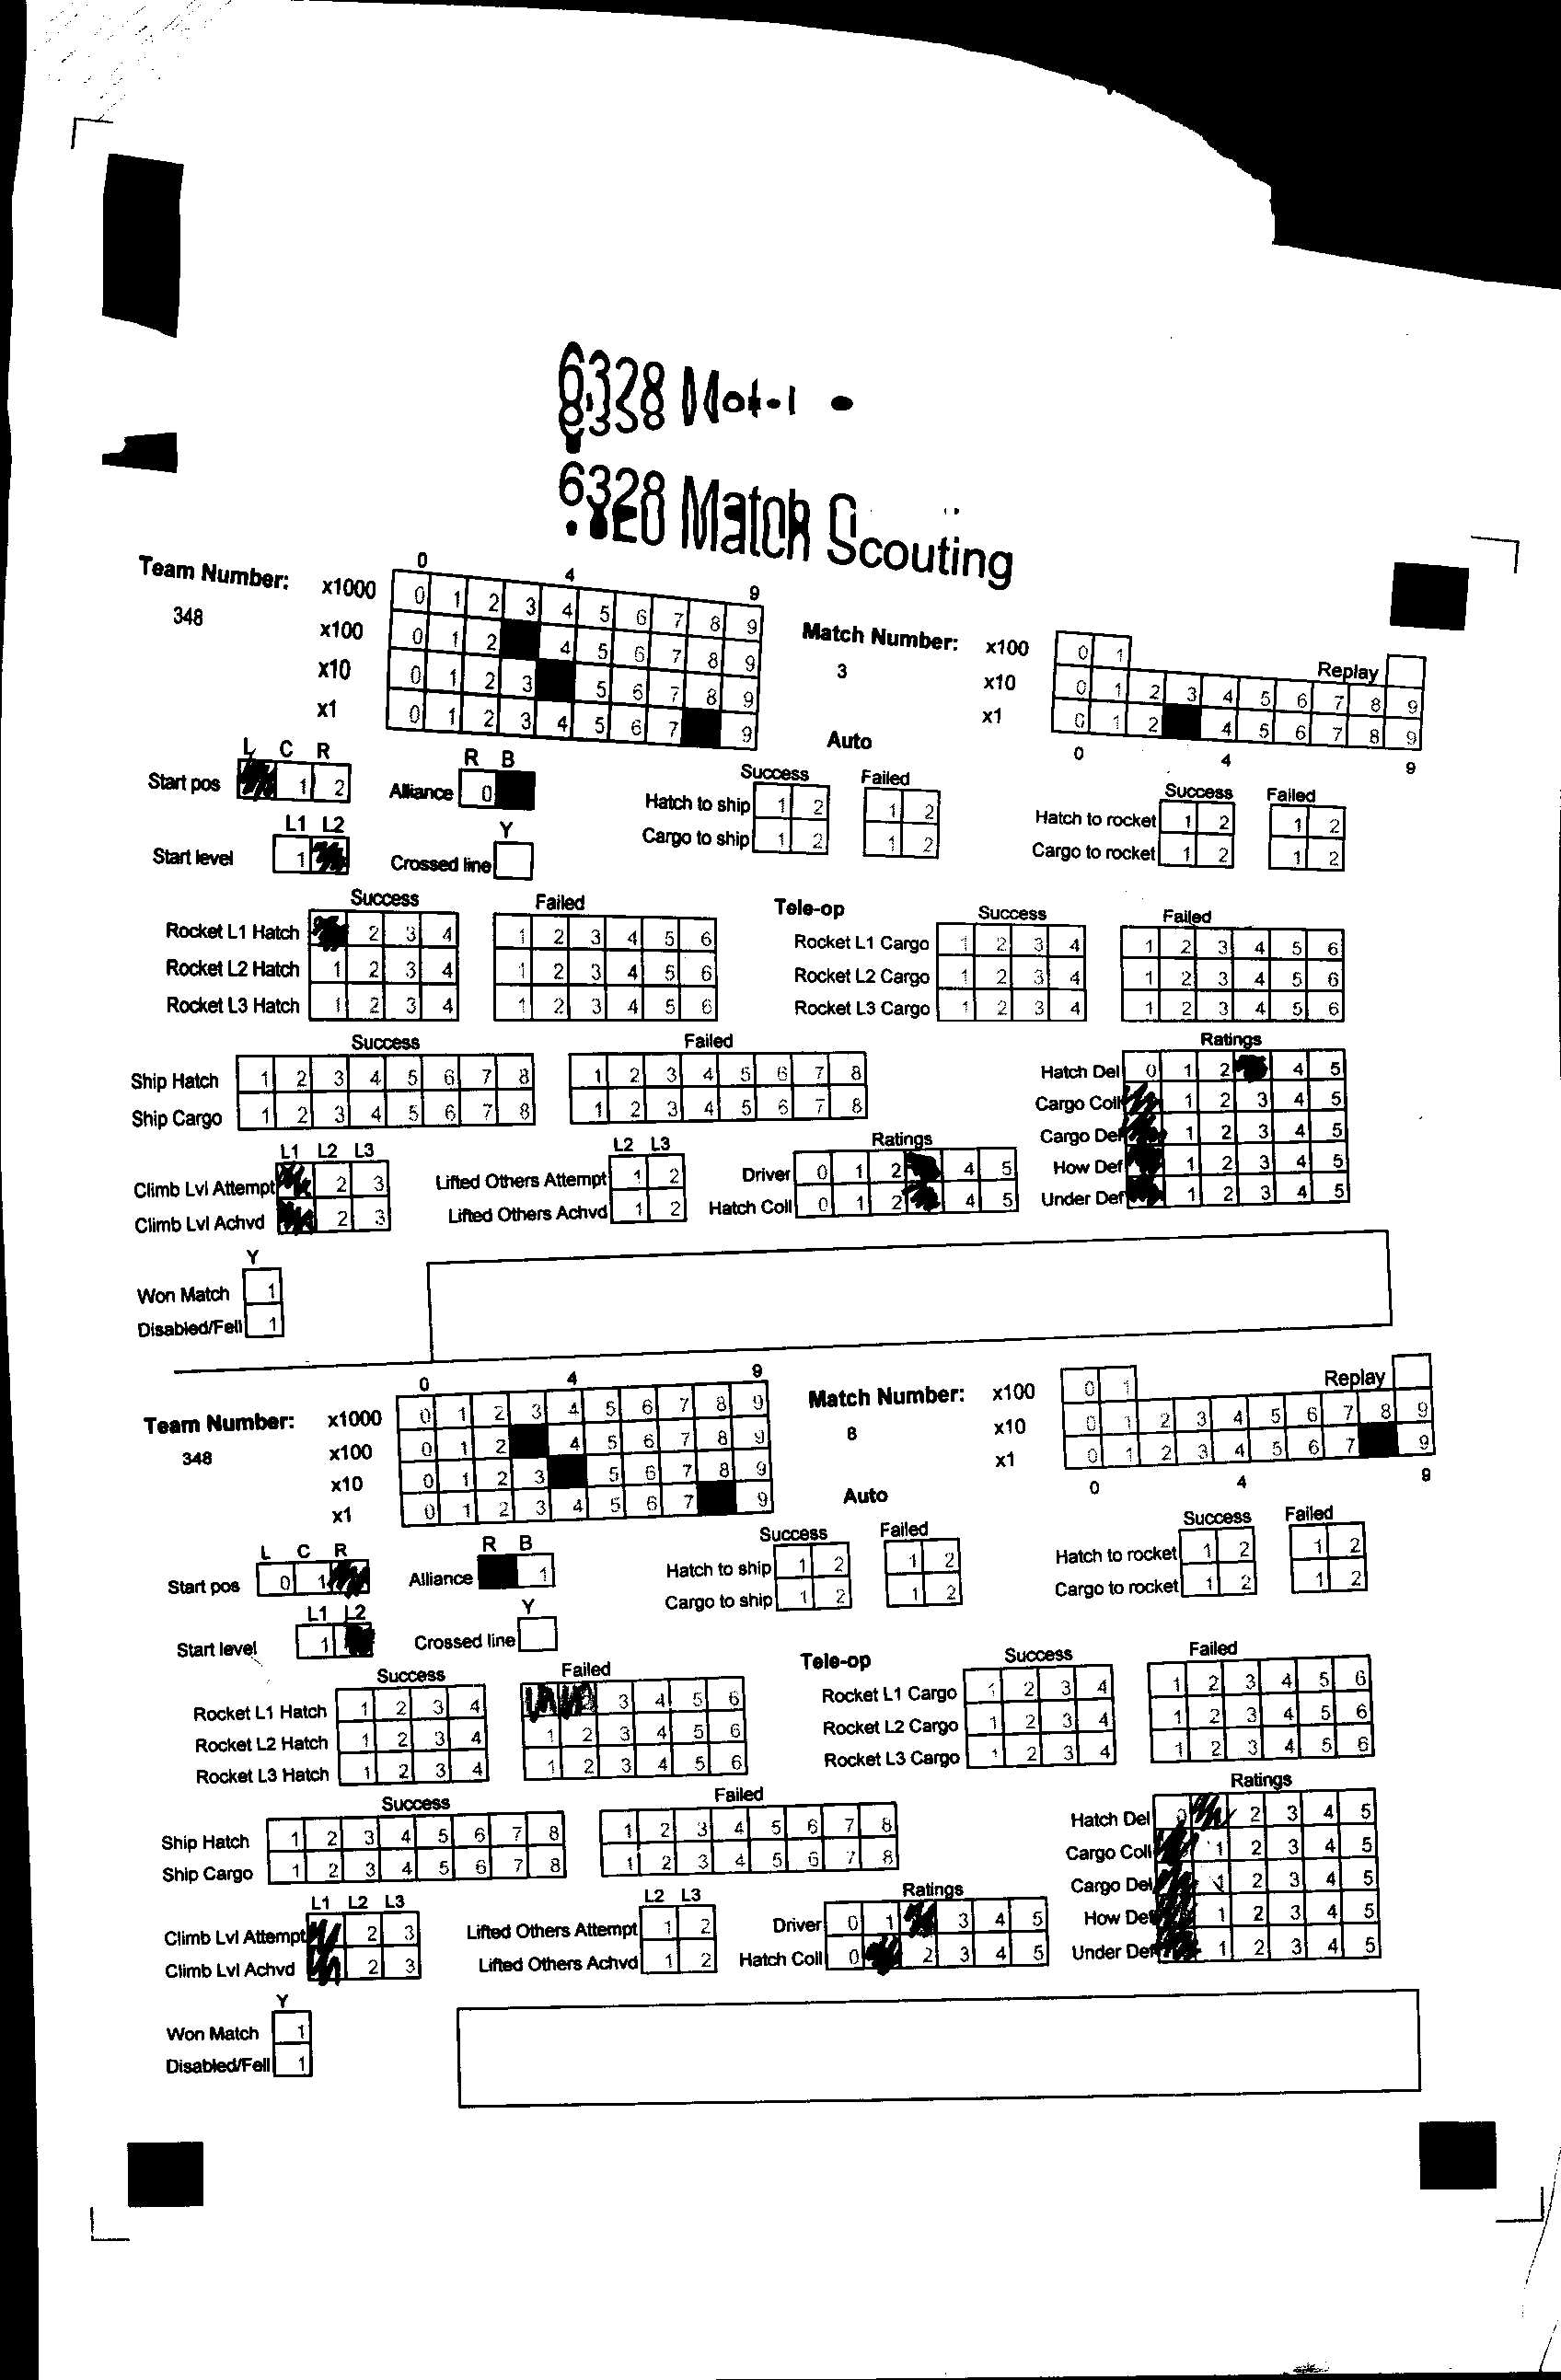 6328 Match Scouting
0 4 9
Team Number: x1000 0 1 2 3 4 5 6 7 8 9
348 x100 0 1 2 4 5 6 7 8 9
x10 0 1 2 3 5 6 7 8 9
x1 0 1 2 3 4 5 6 7 9
Match Number: x100 0 1 Replay
3 x10 0 1 2 3 4 5 6 7 8 9
x1 0 1 2 4 5 6 7 8 9
0 4 9
L C R
Start pos 1 2
R B
Alliance 0
L1 L2
Start level 1
Y
Crossed line
Auto
Success Failed
Hatch to ship 1 2 1 2
Cargo to ship 1 2 1 2
Success Failed
Hatch to rocket 1 2 1 2
Cargo to rocket 1 2 1 2
Success Failed
Rocket L1 Hatch 2 3 4 1 2 3 4 5 6
Rocket L2 Hatch 1 2 3 4 1 2 3 4 5 6
Rocket L3 Hatch 1 2 3 4 1 2 3 4 5 6
Tele-op
Success Failed
Rocket L1 Cargo 1 2 3 4 1 2 3 4 5 6
Rocket L2 Cargo 1 2 3 4 1 2 3 4 5 6
Rocket L3 Cargo 1 2 3 4 1 2 3 4 5 6
Success Failed
Ship Hatch 1 2 3 4 5 6 7 8 1 2 3 4 5 6 7 8
Ship Cargo 1 2 3 4 5 6 7 8 1 2 3 4 5 6 7 8
Ratings
Hatch Del 0 1 2 4 5
Cargo Coll 1 2 3 4 5
Cargo Del 1 2 3 4 5
How Def 1 2 3 4 5
Under Def 1 2 3 4 5
L1 L2 L3
Climb Lvl Attempt 2 3
Climb Lvl Achvd 2 3
L2 L3
Lifted Others Attempt 1 2
Lifted Others Achvd 1 2
Ratings
Driver 0 1 2 4 5
Hatch Coll 0 1 2 4 5
Y
Won Match 1
Disabled/Fell 1
0 4 9
Team Number: x1000 0 1 2 3 4 5 6 7 8 9
348 x100 0 1 2 4 5 6 7 8 9
x10 0 1 2 3 5 6 7 8 9
x1 0 1 2 3 4 5 6 7 9
Match Number: x100 0 1 Replay
8 x10 0 1 2 3 4 5 6 7 8 9
x1 0 1 2 3 4 5 6 7 9
0 4 9
L C R
Start pos 0 1
R B
Alliance 1
L1 L2
Start level 1
Y
Crossed line
Auto
Success Failed
Hatch to ship 1 2 1 2
Cargo to ship 1 2 1 2
Success Failed
Hatch to rocket 1 2 1 2
Cargo to rocket 1 2 1 2
Success Failed
Rocket L1 Hatch 1 2 3 4 3 4 5 6
Rocket L2 Hatch 1 2 3 4 1 2 3 4 5 6
Rocket L3 Hatch 1 2 3 4 1 2 3 4 5 6
Tele-op
Success Failed
Rocket L1 Cargo 1 2 3 4 1 2 3 4 5 6
Rocket L2 Cargo 1 2 3 4 1 2 3 4 5 6
Rocket L3 Cargo 1 2 3 4 1 2 3 4 5 6
Success Failed
Ship Hatch 1 2 3 4 5 6 7 8 1 2 3 4 5 6 7 8
Ship Cargo 1 2 3 4 5 6 7 8 1 2 3 4 5 6 7 8
Ratings
Hatch Del 0 2 3 4 5
Cargo Coll 1 2 3 4 5
Cargo Del 1 2 3 4 5
How Def 1 2 3 4 5
Under Def 1 2 3 4 5
L1 L2 L3
Climb Lvl Attempt 2 3
Climb Lvl Achvd 2 3
L2 L3
Lifted Others Attempt 1 2
Lifted Others Achvd 1 2
Ratings
Driver 0 1 3 4 5
Hatch Coll 0 2 3 4 5
Y
Won Match 1
Disabled/Fell 1